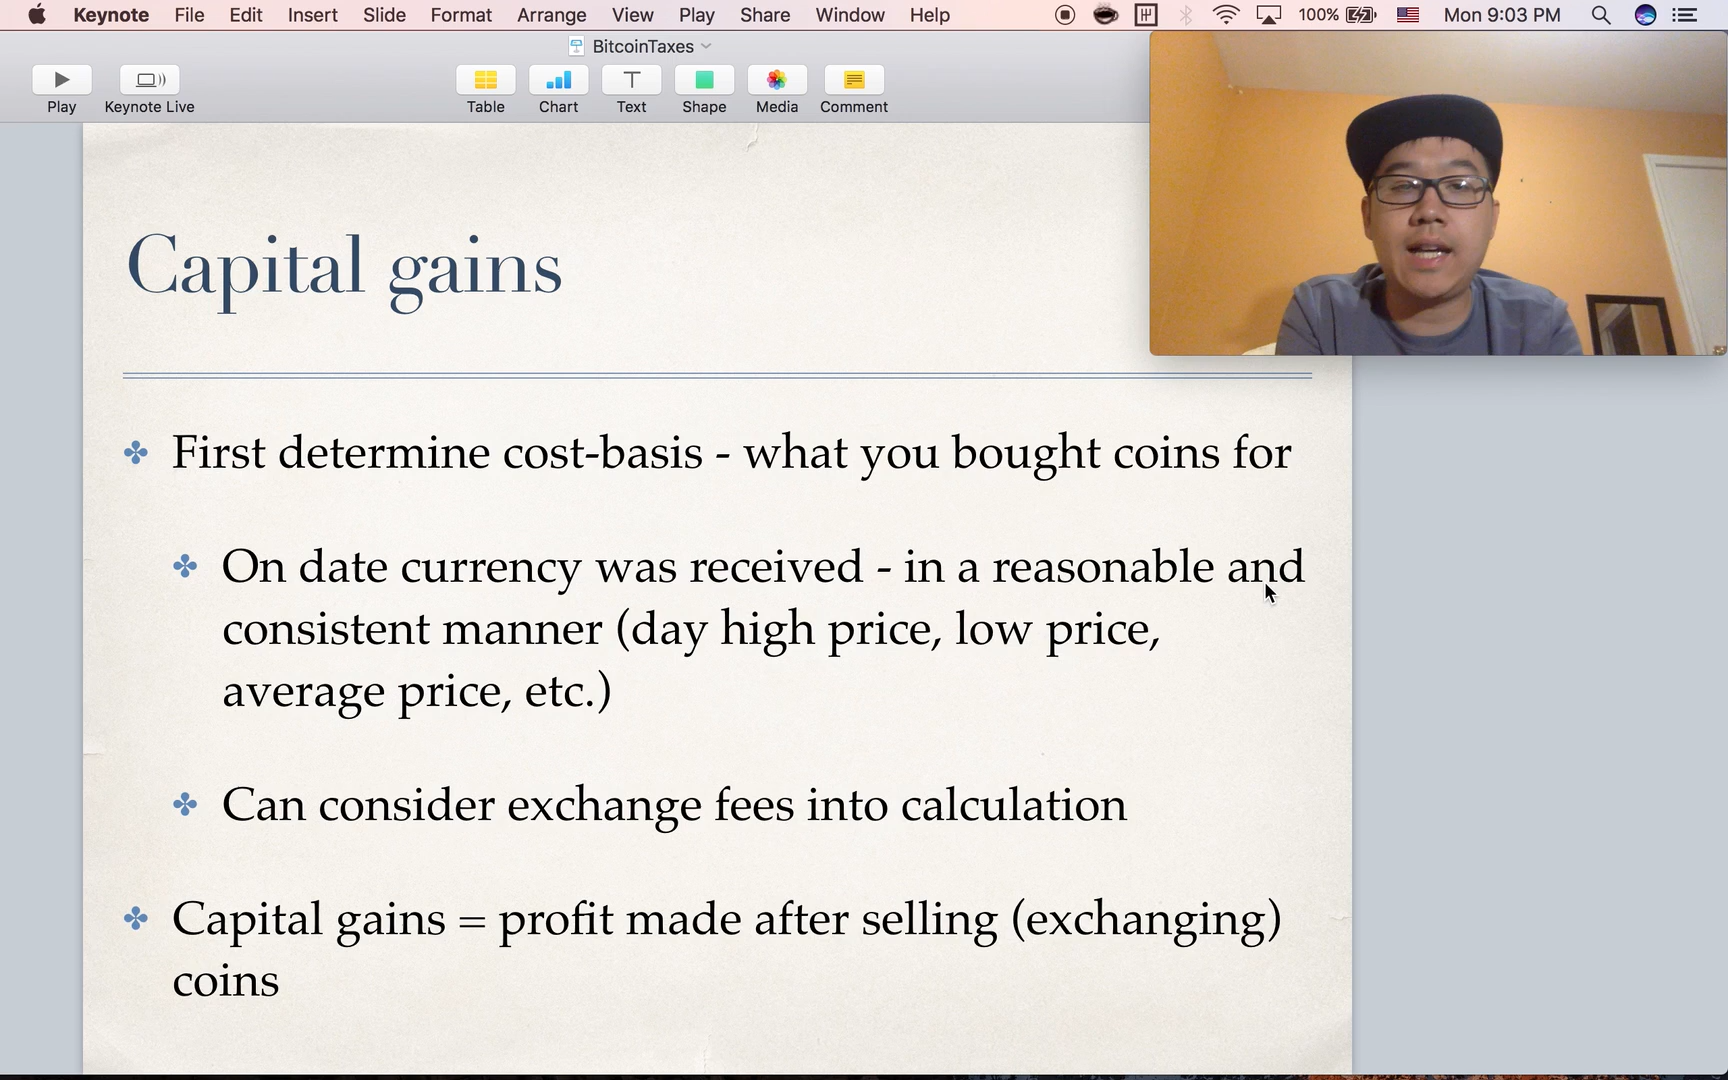 Keynote File Edit Insert Slide Format Arrange View Play Share Window Help 100% Mon 9:03 PM
BitcoinTaxes
Play Keynote Live Table Chart Text Shape Media Comment
Capital gains
First determine cost-basis - what you bought coins for
On date currency was received - in a reasonable and
consistent manner (day high price, low price,
average price, etc.)
Can consider exchange fees into calculation
Capital gains = profit made after selling (exchanging)
coins